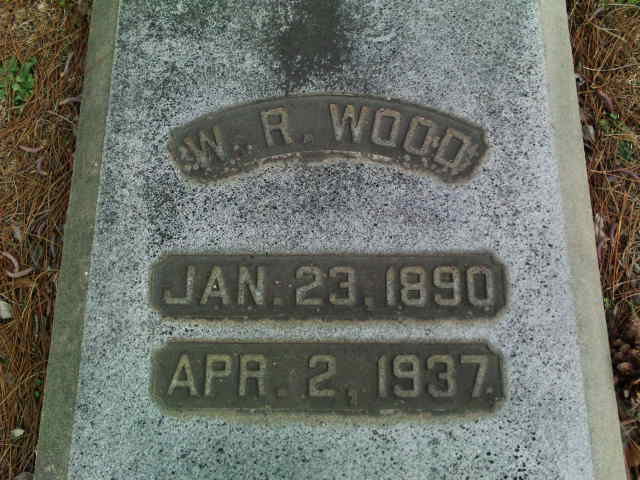 W. R. WOOD
JAN. 23, 1890
APR. 2, 1937.